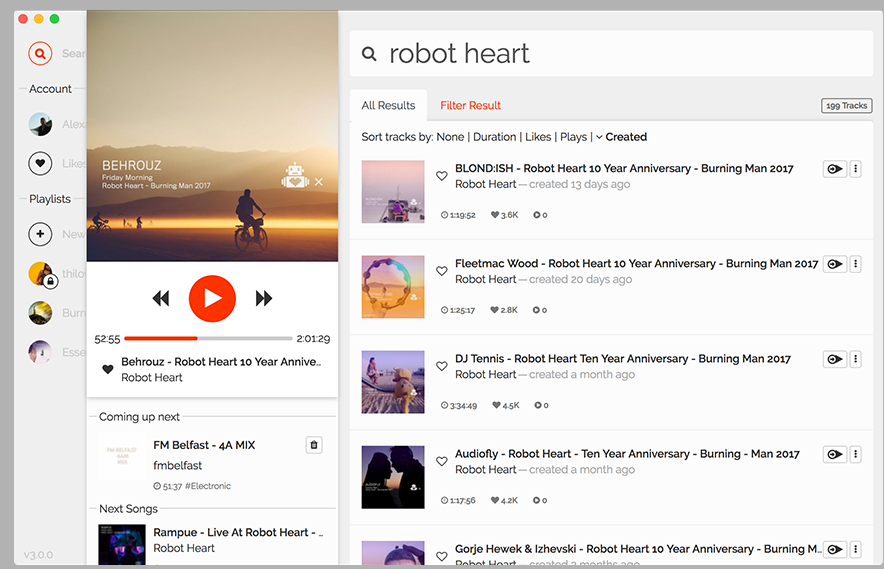 Sear
Account
Alexa
Likes
Playlists
New
thilov
Burn
Esse
v3.0.0
BEHROUZ
Friday Morning
Robot Heart - Burning Man 2017
52:55
2:01:29
Behrouz - Robot Heart 10 Year Annive...
Robot Heart
Coming up next
FM BELFAST
4AM
MIX
FM Belfast - 4A MIX
fmbelfast
51:37 #Electronic
Next Songs
Rampue - Live At Robot Heart - ...
Robot Heart
robot heart
All Results
Filter Result
199 Tracks
Sort tracks by: None | Duration | Likes | Plays | Created
BLOND:ISH - Robot Heart 10 Year Anniversary - Burning Man 2017
Robot Heart — created 13 days ago
1:19:52 3.6K 0
Fleetmac Wood - Robot Heart 10 Year Anniversary - Burning Man 2017
Robot Heart — created 20 days ago
1:25:17 2.8K 0
DJ Tennis - Robot Heart Ten Year Anniversary - Burning Man 2017
Robot Heart — created a month ago
3:34:49 4.5K 0
AUDIOFLY
Audiofly - Robot Heart - Ten Year Anniversary - Burning - Man 2017
Robot Heart — created a month ago
1:17:56 4.2K 0
Gorje Hewek & Izhevski - Robot Heart 10 Year Anniversary - Burning M...
Robot Heart — created a month ago